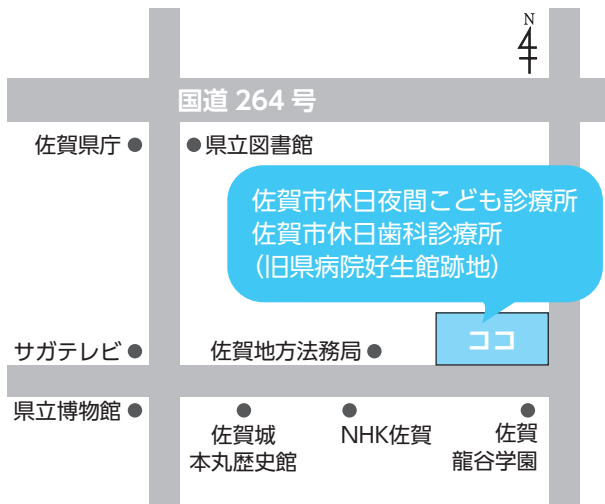 N
国道 264 号
佐賀県庁
県立図書館
佐賀市休日夜間こども診療所
佐賀市休日歯科診療所
(旧県病院好生館跡地)
サガテレビ
佐賀地方法務局
ココ
県立博物館
佐賀城
本丸歴史館
NHK佐賀
佐賀
龍谷学園